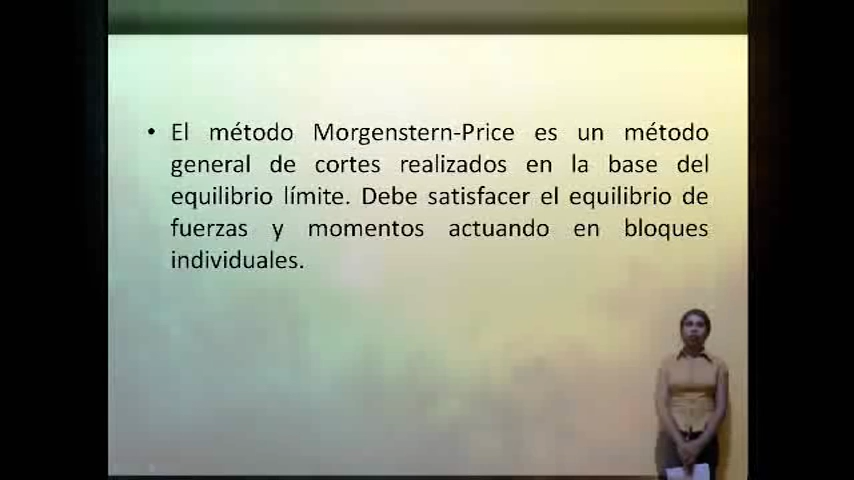 • El método Morgenstern-Price es un método
general de cortes realizados en la base del
equilibrio límite. Debe satisfacer el equilibrio de
fuerzas y momentos actuando en bloques
individuales.